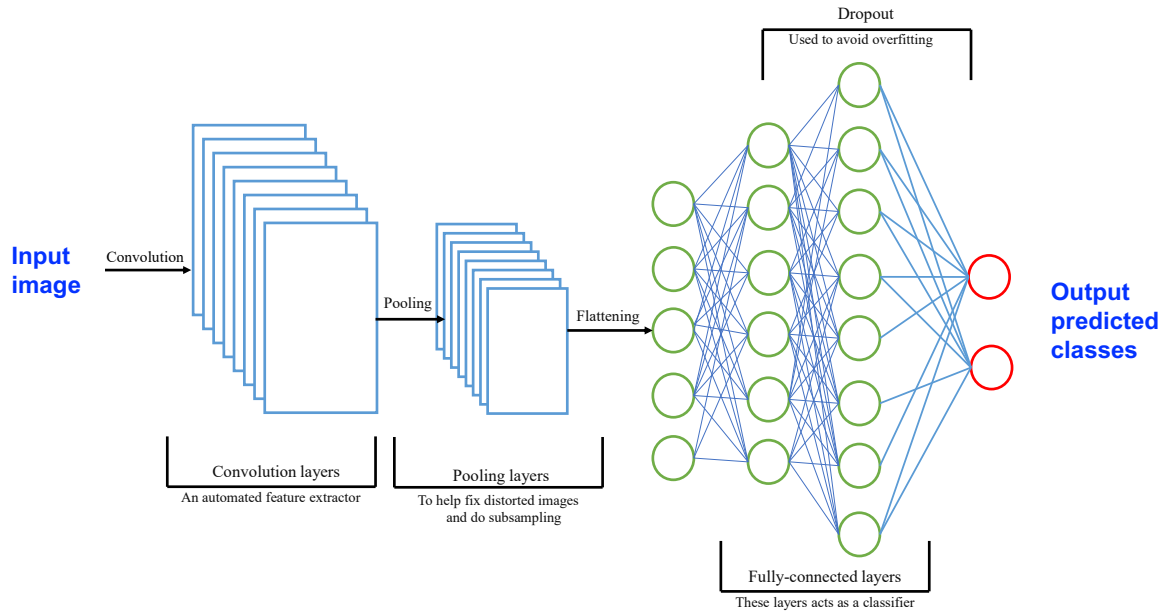 Dropout
Used to avoid overfitting
Input
image
Convolution
Pooling
Flattening
Output
predicted
classes
Convolution layers
An automated feature extractor
Pooling layers
To help fix distorted images
and do subsampling
Fully-connected layers
These layers acts as a classifier